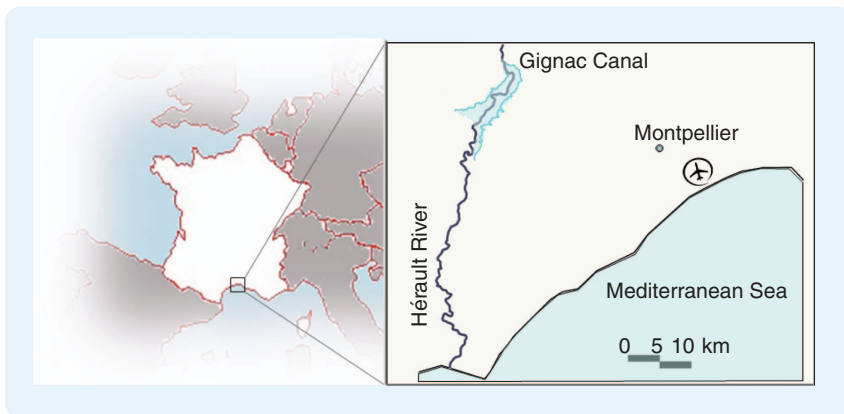 Gignac Canal
Montpellier
Hérault River
Mediterranean Sea
0 5 10 km